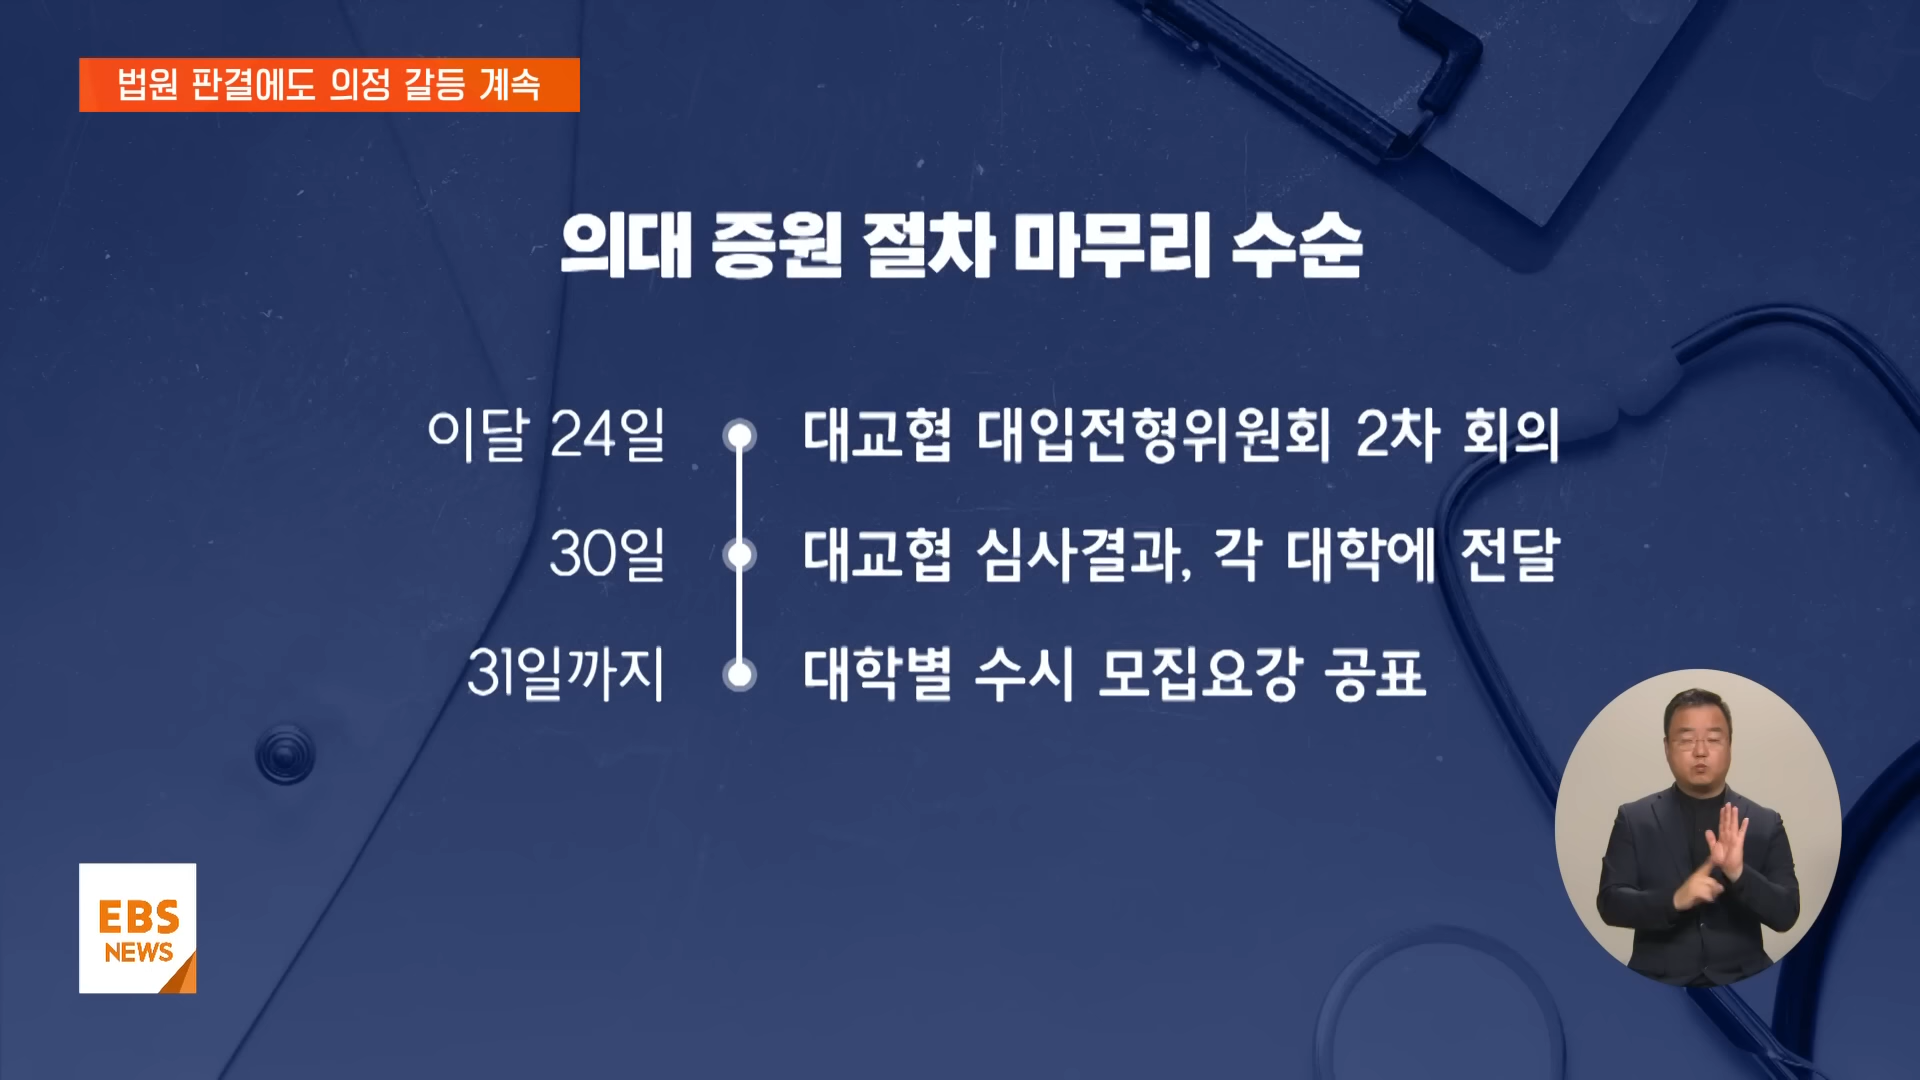 법원 판결에도 의정 갈등 계속
의대 증원 절차 마무리 수순
이달 24일 대교협 대입전형위원회 2차 회의
30일 대교협 심사결과, 각 대학에 전달
31일까지 대학별 수시 모집요강 공표
EBS
NEWS